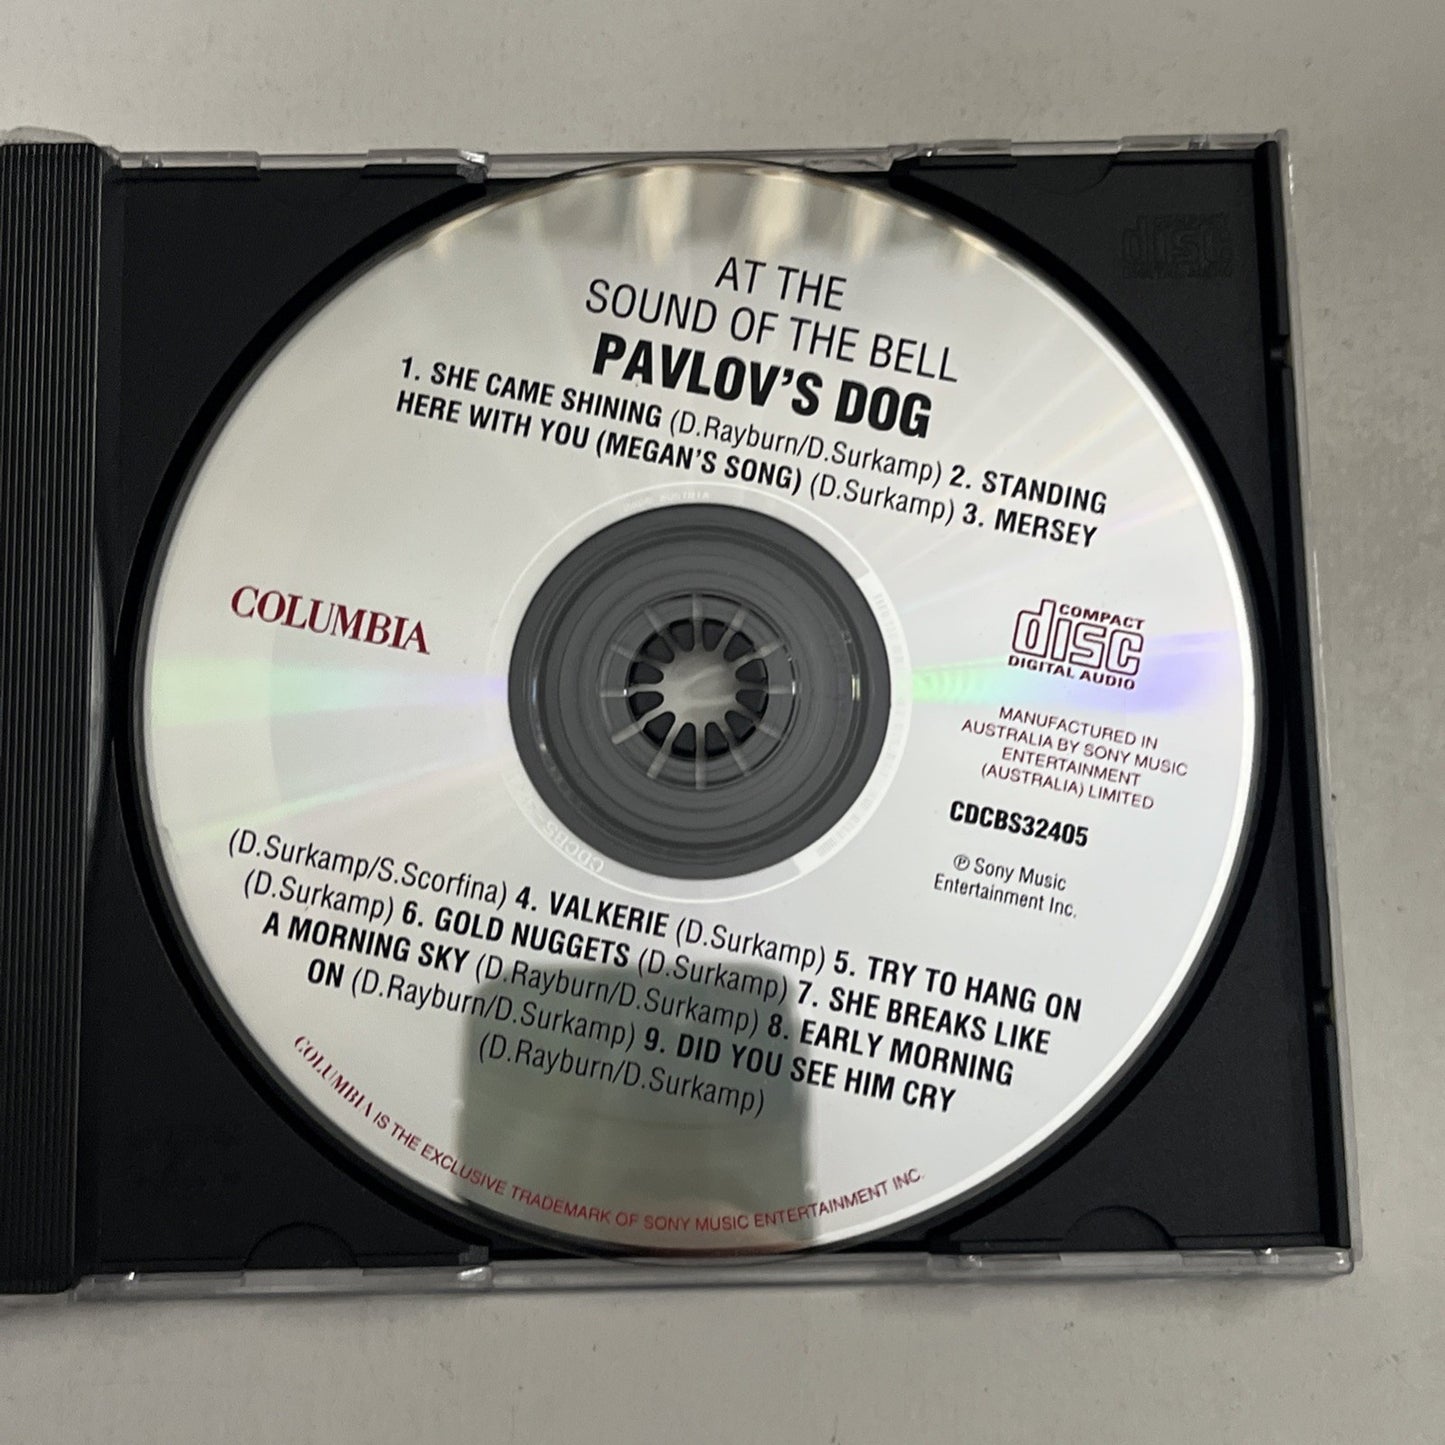 AT THE
SOUND OF THE BELL
PAVLOV'S DOG
1. SHE CAME SHINING (D.Rayburn/D.Surkamp) 2. STANDING
HERE WITH YOU (MEGAN'S SONG) (D.Surkamp) 3. MERSEY
COLUMBIA
COMPACT
disc
DIGITAL AUDIO
MANUFACTURED IN
AUSTRALIA BY SONY MUSIC
ENTERTAINMENT
(AUSTRALIA) LIMITED
CDCBS32405
℗ Sony Music
Entertainment Inc.
(D.Surkamp/S.Scorfina) 4. VALKERIE (D.Surkamp) 5. TRY TO HANG ON
(D.Surkamp) 6. GOLD NUGGETS (D.Surkamp) 7. SHE BREAKS LIKE
A MORNING SKY (D.Rayburn/D.Surkamp) 8. EARLY MORNING
ON (D.Rayburn/D.Surkamp) 9. DID YOU SEE HIM CRY
(D.Rayburn/D.Surkamp)
COLUMBIA IS THE EXCLUSIVE TRADEMARK OF SONY MUSIC ENTERTAINMENT INC.
COMPACT
disc
DIGITAL AUDIO